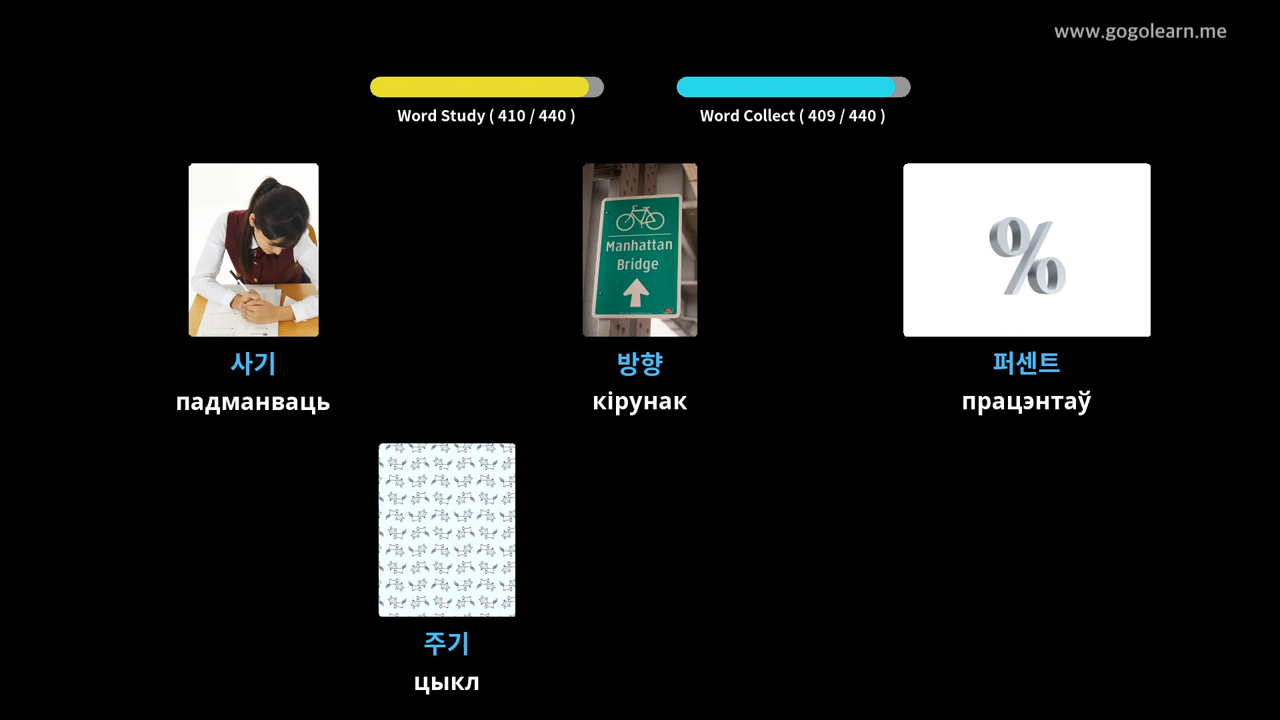 www.gogolearn.me
Word Study ( 410 / 440 )
Word Collect ( 409 / 440 )
Manhattan
Bridge
%
사기
падманваць
방향
кірунак
퍼센트
працэнтаў
주기
цыкл